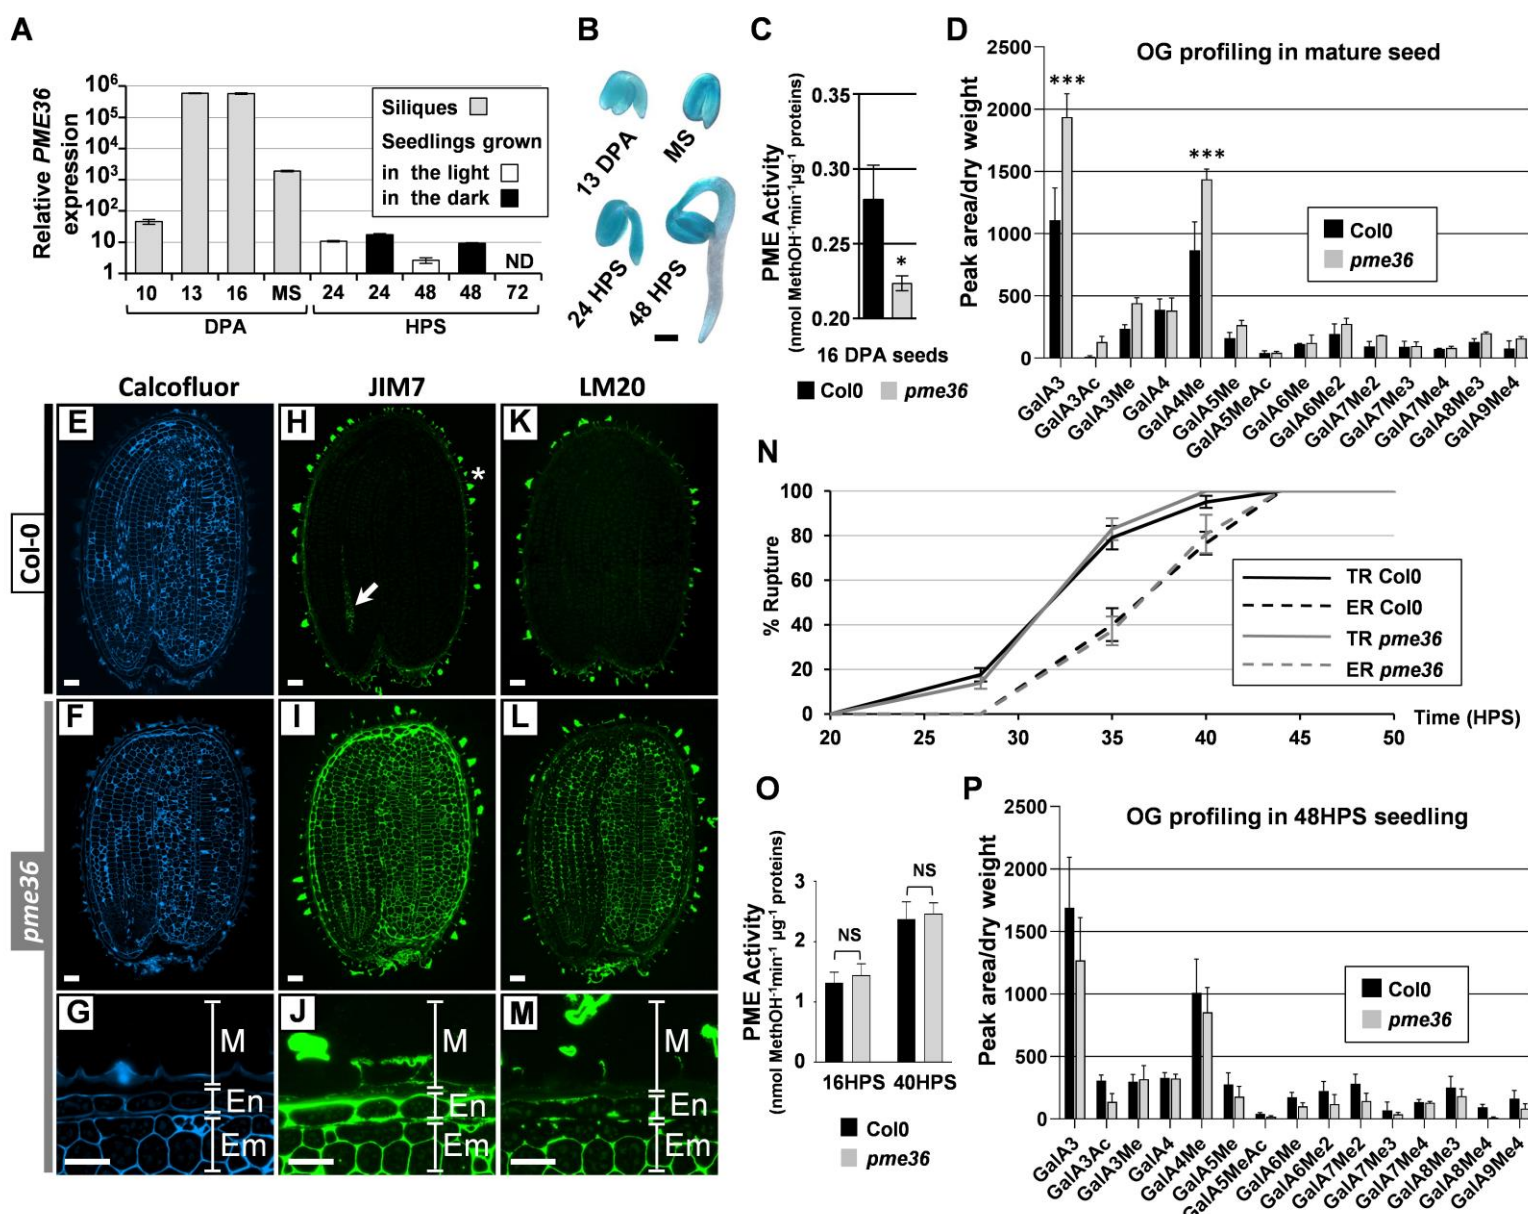 A
Relative PME36 expression
10⁶
10⁵
10⁴
10³
10²
10
1
Siliques
Seedlings grown
in the light
in the dark
ND
10 13 16 MS 24 24 48 48 72
DPA HPS
B
13 DPA
MS
24 HPS
48 HPS
C
PME Activity
(nmol MethOH⁻¹min⁻¹µg⁻¹ proteins)
0.35
0.30
0.25
0.20
*
16 DPA seeds
Col0 pme36
D
OG profiling in mature seed
Peak area/dry weight
2500
2000
1500
1000
500
0
***
***
Col0
pme36
GalA3
GalA3Ac
GalA3Me
GalA4
GalA4Me
GalA5Me
GalA5MeAc
GalA6Me
GalA6Me2
GalA7Me2
GalA7Me3
GalA7Me4
GalA8Me3
GalA9Me4
Calcofluor JIM7 LM20
Col-0
E
H
*
K
pme36
F
I
L
G
M
En
Em
J
M
En
Em
M
M
En
Em
N
% Rupture
100
80
60
40
20
0
20 25 30 35 40 45 50
Time (HPS)
TR Col0
ER Col0
TR pme36
ER pme36
O
PME Activity
(nmol MethOH⁻¹min⁻¹ µg⁻¹ proteins)
3
2
1
0
NS
NS
16HPS 40HPS
Col0
pme36
P
OG profiling in 48HPS seedling
Peak area/dry weight
2500
2000
1500
1000
500
0
Col0
pme36
GalA3
GalA3Ac
GalA3Me
GalA4
GalA4Me
GalA5Me
GalA5MeAc
GalA6Me
GalA6Me2
GalA7Me2
GalA7Me3
GalA7Me4
GalA8Me3
GalA8Me4
GalA9Me4